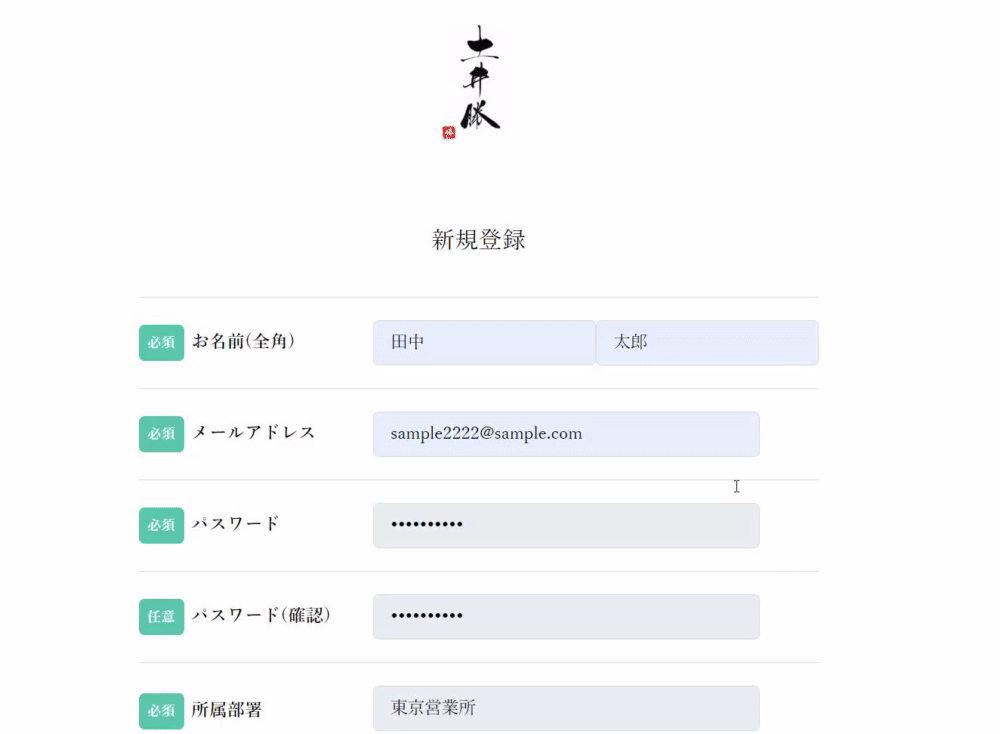 土井勝
新規登録
必須 お名前(全角) 田中 太郎
必須 メールアドレス sample2222@sample.com
必須 パスワード ••••••••••
任意 パスワード(確認) ••••••••••
必須 所属部署 東京営業所